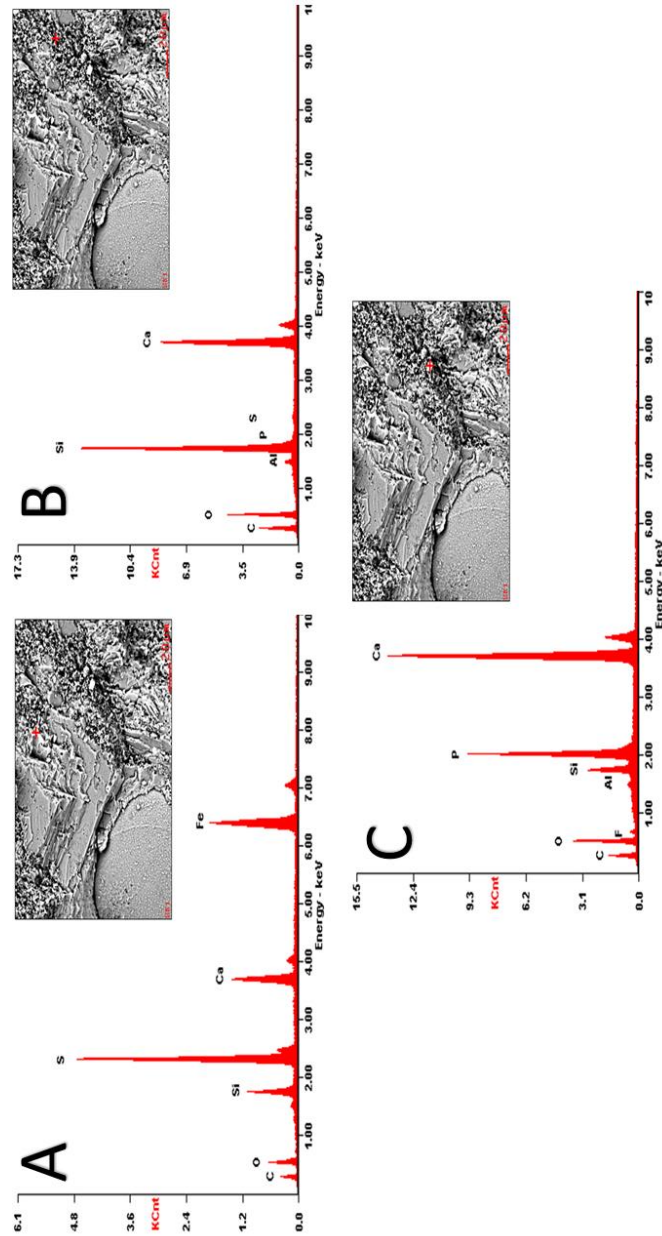 A
6.1
4.8
3.6
KCnt
2.4
1.2
0.0
C
O
Si
S
Ca
Fe
1.00 2.00 3.00 4.00 5.00 6.00 7.00 8.00 9.00 10
Energy - keV
B
17.3
13.9
10.4
KCnt
6.9
3.5
0.0
C
O
Al
Si
P
S
Ca
1.00 2.00 3.00 4.00 5.00 6.00 7.00 8.00 9.00 10
Energy - keV
C
15.5
12.4
9.3
KCnt
6.2
3.1
0.0
C
O
F
Al
Si
P
Ca
1.00 2.00 3.00 4.00 5.00 6.00 7.00 8.00 9.00 10
Energy - keV